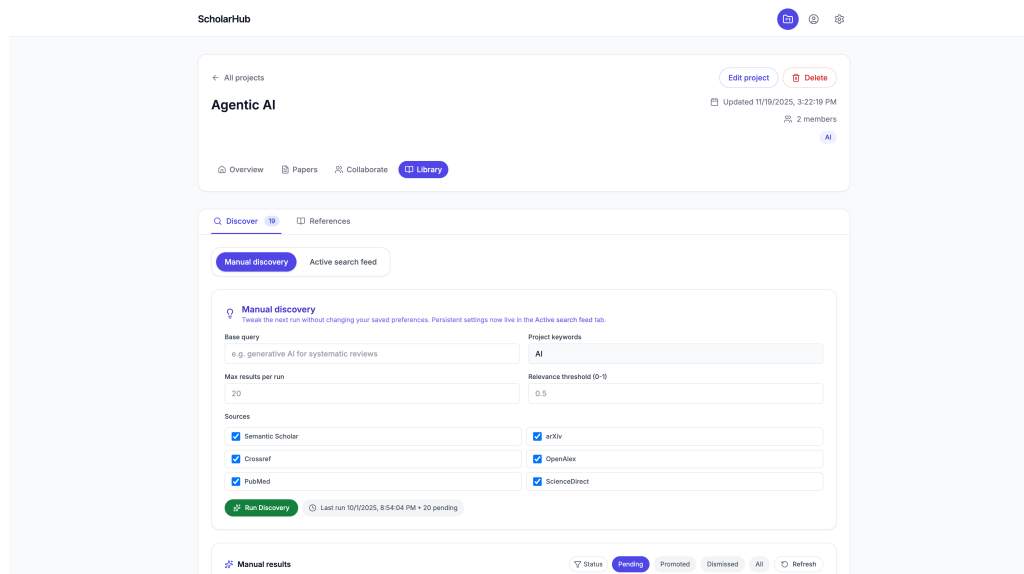 ScholarHub
All projects
Edit project
Delete
Agentic AI
Updated 11/19/2025, 3:22:19 PM
2 members
AI
Overview
Papers
Collaborate
Library
Discover 19
References
Manual discovery
Active search feed
Manual discovery
Tweak the next run without changing your saved preferences. Persistent settings now live in the Active search feed tab.
Base query
Project keywords
e.g. generative AI for systematic reviews
AI
Max results per run
Relevance threshold (0-1)
20
0.5
Sources
Semantic Scholar
arXiv
Crossref
OpenAlex
PubMed
ScienceDirect
Run Discovery
Last run 10/1/2025, 8:54:04 PM • 20 pending
Manual results
Status
Pending
Promoted
Dismissed
All
Refresh